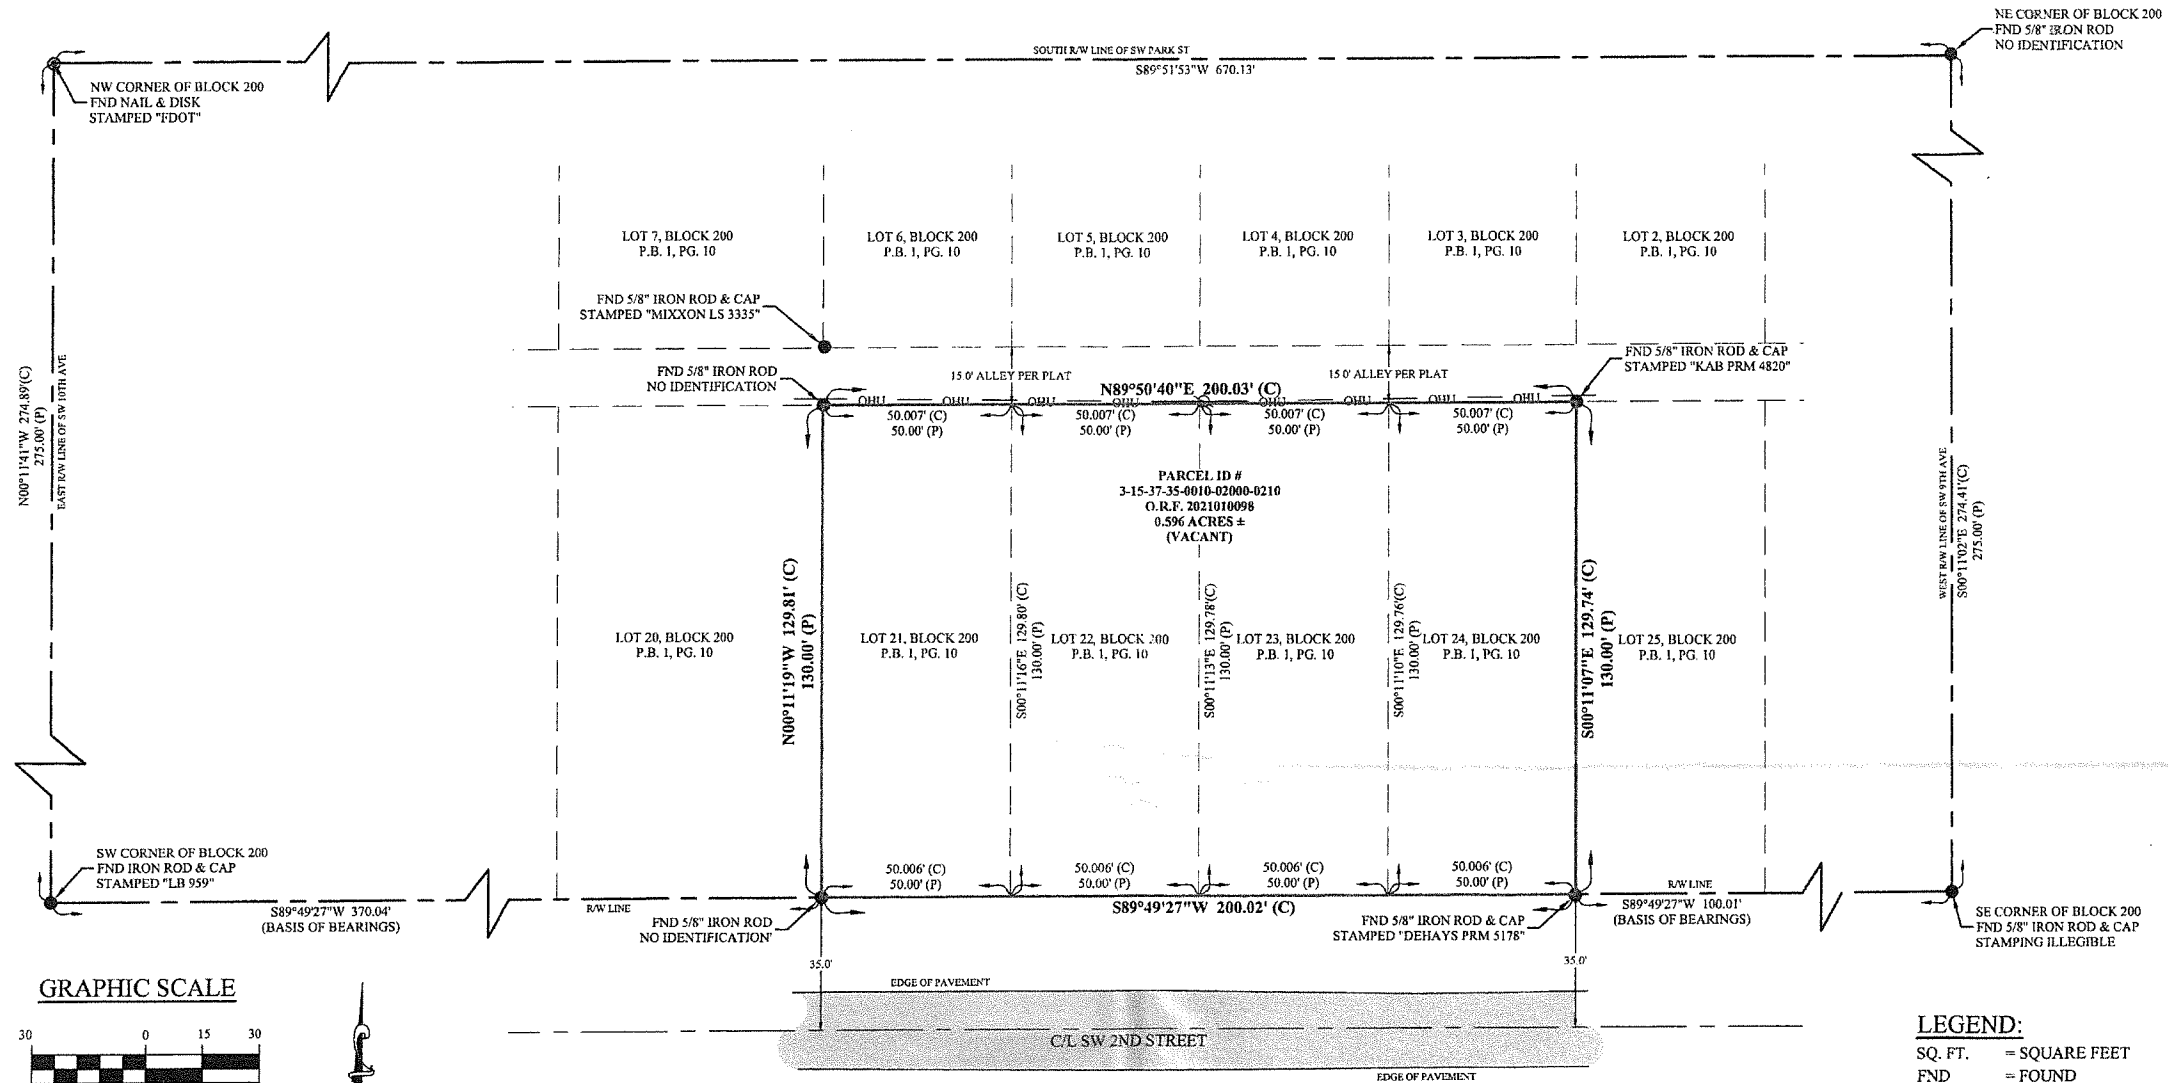 NE CORNER OF BLOCK 200
FND 5/8" IRON ROD
NO IDENTIFICATION
SOUTH R/W LINE OF SW PARK ST
S89°51'53"W 670.13'
NW CORNER OF BLOCK 200
FND NAIL & DISK
STAMPED "FDOT"
LOT 7, BLOCK 200
P.B. 1, PG. 10
LOT 6, BLOCK 200
P.B. 1, PG. 10
LOT 5, BLOCK 200
P.B. 1, PG. 10
LOT 4, BLOCK 200
P.B. 1, PG. 10
LOT 3, BLOCK 200
P.B. 1, PG. 10
LOT 2, BLOCK 200
P.B. 1, PG. 10
FND 5/8" IRON ROD & CAP
STAMPED "MIXXON LS 3335"
FND 5/8" IRON ROD
NO IDENTIFICATION
FND 5/8" IRON ROD & CAP
STAMPED "KAB PRM 4820"
15.0' ALLEY PER PLAT
15.0' ALLEY PER PLAT
N89°50'40"E 200.03' (C)
OHU OHU OHU OHU OHU OHU OHU OHU
50.007' (C)
50.00' (P)
50.007' (C)
50.00' (P)
50.007' (C)
50.00' (P)
50.007' (C)
50.00' (P)
N00°11'41"W 274.89'(C)
275.00' (P)
EAST R/W LINE OF SW 10TH AVE
PARCEL ID #
3-15-37-35-0010-02000-0210
O.R.F. 2021010098
0.596 ACRES ±
(VACANT)
WEST R/W LINE OF SW 9TH AVE
S00°11'02"E 274.41'(C)
275.00' (P)
N00°11'19"W 129.81' (C)
130.00' (P)
S00°11'16"E 129.80' (C)
130.00' (P)
S00°11'13"E 129.78'(C)
130.00' (P)
S00°11'10"E 129.76'(C)
130.00' (P)
S00°11'07"E 129.74' (C)
130.00' (P)
LOT 20, BLOCK 200
P.B. 1, PG. 10
LOT 21, BLOCK 200
P.B. 1, PG. 10
LOT 22, BLOCK 200
P.B. 1, PG. 10
LOT 23, BLOCK 200
P.B. 1, PG. 10
LOT 24, BLOCK 200
P.B. 1, PG. 10
LOT 25, BLOCK 200
P.B. 1, PG. 10
SW CORNER OF BLOCK 200
FND IRON ROD & CAP
STAMPED "LB 959"
50.006' (C)
50.00' (P)
50.006' (C)
50.00' (P)
50.006' (C)
50.00' (P)
50.006' (C)
50.00' (P)
S89°49'27"W 370.04'
(BASIS OF BEARINGS)
R/W LINE
S89°49'27"W 200.02' (C)
R/W LINE
S89°49'27"W 100.01'
(BASIS OF BEARINGS)
FND 5/8" IRON ROD
NO IDENTIFICATION
FND 5/8" IRON ROD & CAP
STAMPED "DEHAYS PRM 5178"
SE CORNER OF BLOCK 200
FND 5/8" IRON ROD & CAP
STAMPING ILLEGIBLE
35.0'
35.0'
EDGE OF PAVEMENT
C/L SW 2ND STREET
EDGE OF PAVEMENT
GRAPHIC SCALE
30 0 15 30
LEGEND:
SQ. FT. = SQUARE FEET
FND = FOUND